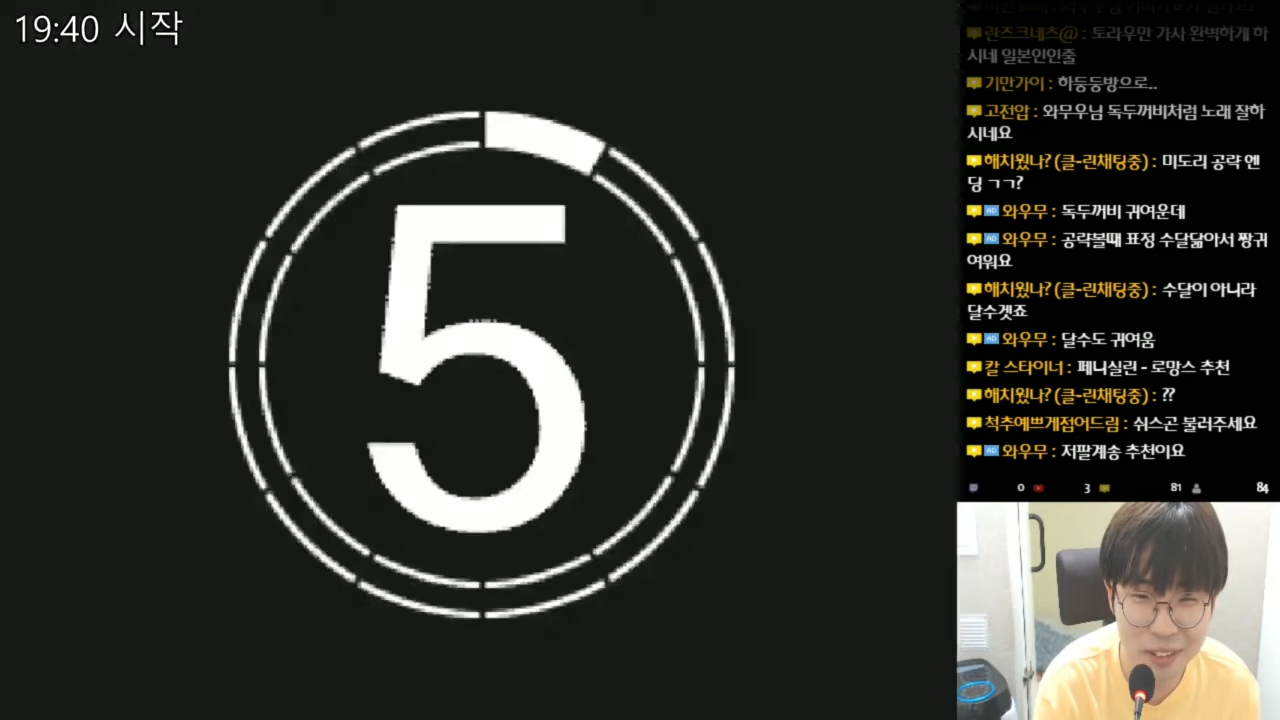 19:40 시작
5
란즈크네츠@ : 토라우만 가사 완벽하게 하
시네 일본인인줄
기만가이 : 하등등방으로..
고전압 : 와무우님 독두꺼비처럼 노래 잘하
시네요
해치웠나? (클-린채팅중) : 미도리 공략 엔
딩 ㄱㄱ?
와우무 : 독두꺼비 귀여운데
와우무 : 공략볼때 표정 수달닮아서 짱귀
여워요
해치웠나? (클-린채팅중) : 수달이 아니라
달수겟죠
와우무 : 달수도 귀여움
칼 스타이너 : 페니실린 - 로망스 추천
해치웠나? (클-린채팅중) : ??
척추예쁘게접어드림 : 쉬스곤 불러주세요
와우무 : 저팔계송 추천이요
0 3 81 84